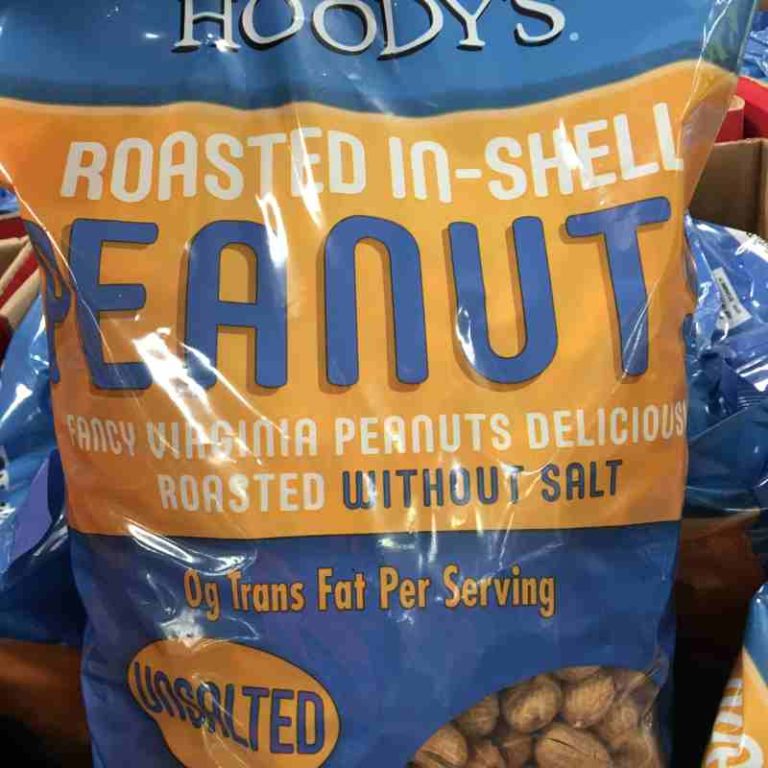 HOODY'S
ROASTED IN-SHELL
PEANUT
FANCY VIRGINIA PEANUTS DELICIOUS
ROASTED WITHOUT SALT
0g Trans Fat Per Serving
UNSALTED